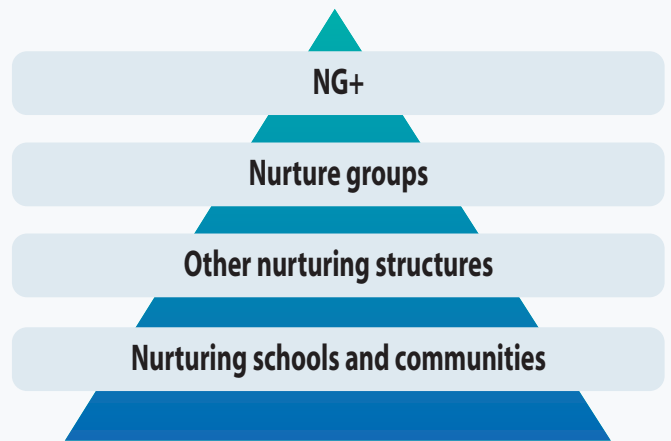 NG+
Nurture groups
Other nurturing structures
Nurturing schools and communities